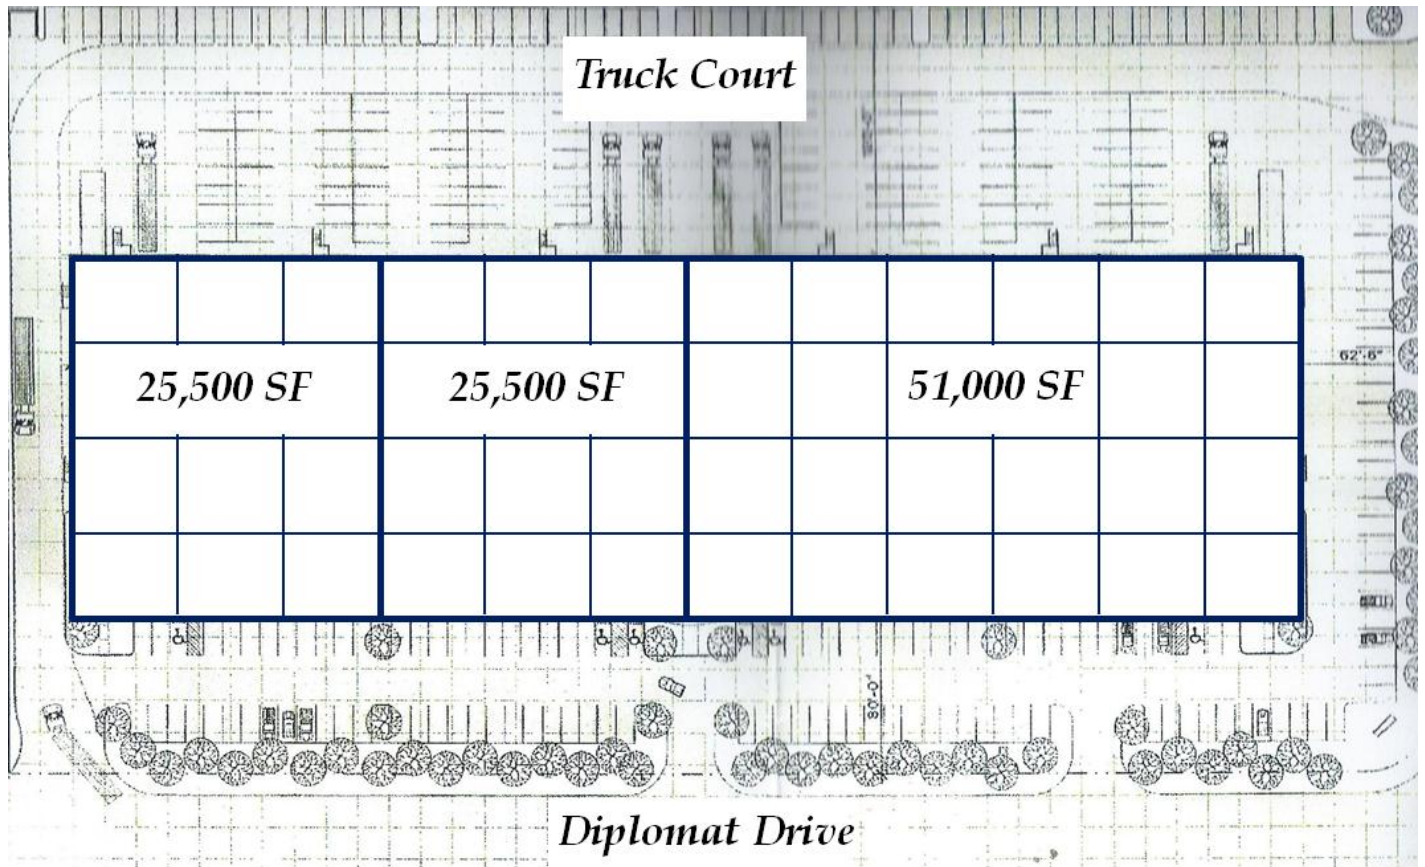 Truck Court
25,500 SF
25,500 SF
51,000 SF
62'-6"
80'-0"
Diplomat Drive